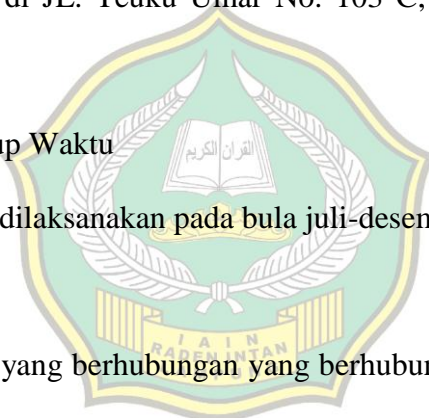 di JL. Teuku Umar No. 103 C,
up Waktu
القرآن الكريم
dilaksanakan pada bula juli-desem
I A I N
RADEN INTAN
yang berhubungan yang berhubun